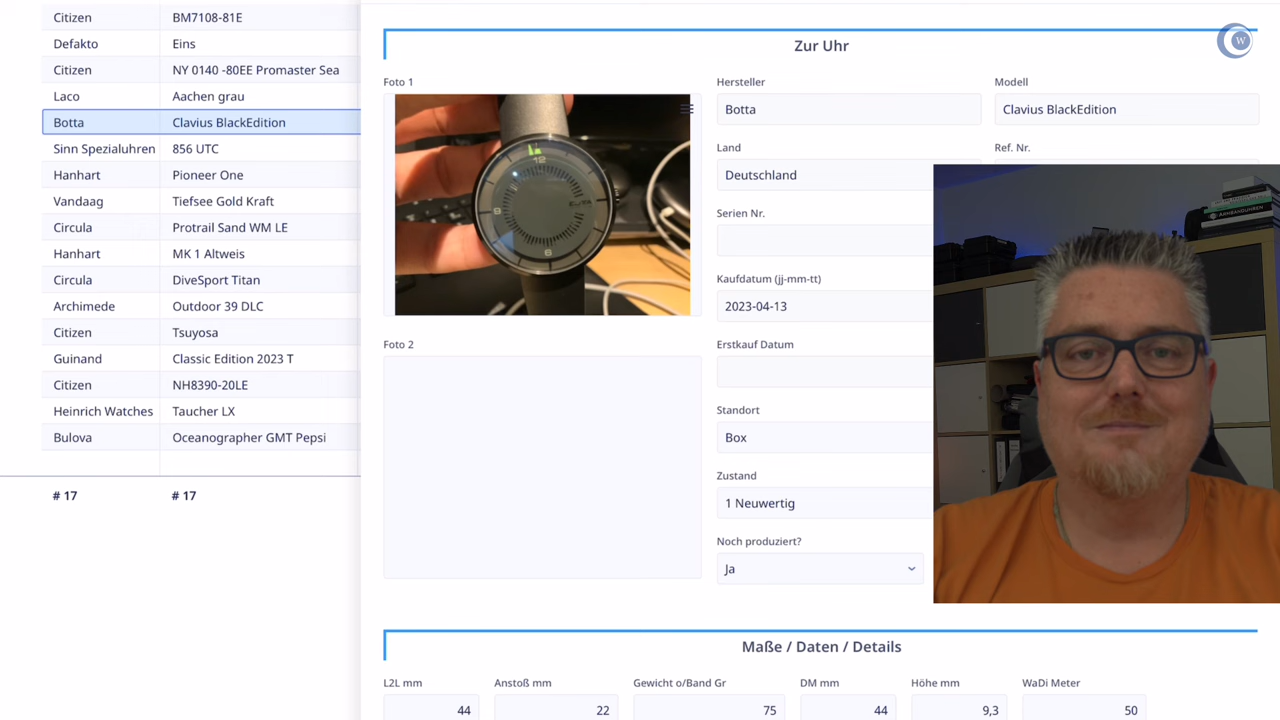 Citizen BM7108-81E
Defakto Eins
Citizen NY 0140 -80EE Promaster Sea
Laco Aachen grau
Botta Clavius BlackEdition
Sinn Spezialuhren 856 UTC
Hanhart Pioneer One
Vandaag Tiefsee Gold Kraft
Circula Protrail Sand WM LE
Hanhart MK 1 Altweis
Circula DiveSport Titan
Archimede Outdoor 39 DLC
Citizen Tsuyosa
Guinand Classic Edition 2023 T
Citizen NH8390-20LE
Heinrich Watches Taucher LX
Bulova Oceanographer GMT Pepsi
# 17 # 17
Zur Uhr
W
Foto 1
12
9
6
Foto 2
Hersteller
Botta
Modell
Clavius BlackEdition
Land
Deutschland
Ref. Nr.
Serien Nr.
Kaufdatum (jj-mm-tt)
2023-04-13
Erstkauf Datum
Standort
Box
Zustand
1 Neuwertig
Noch produziert?
Ja
ARMBANDUHREN
Maße / Daten / Details
L2L mm Anstoß mm Gewicht o/Band Gr DM mm Höhe mm WaDi Meter
44 22 75 44 9,3 50